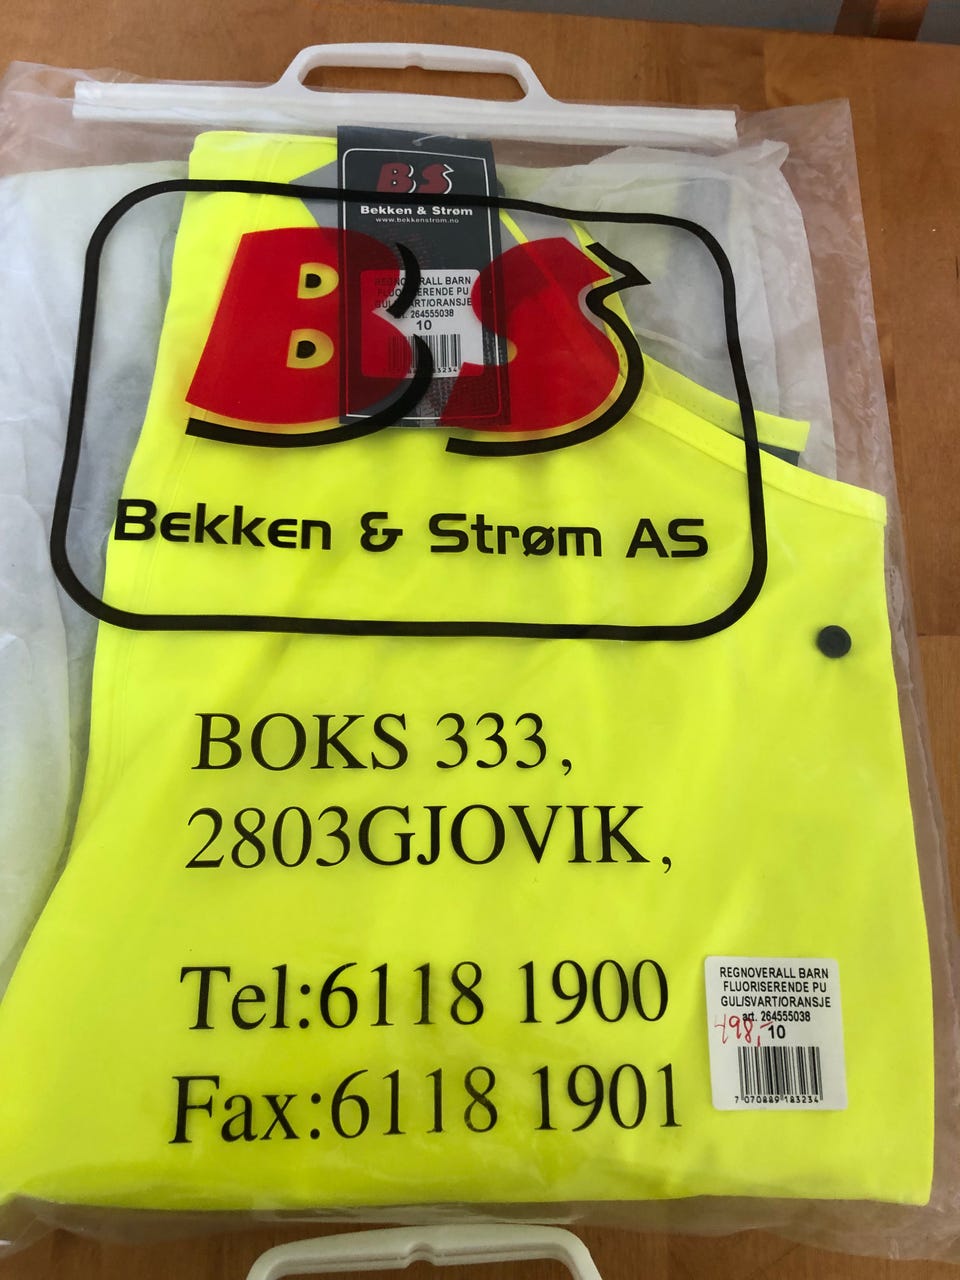 BS
Bekken & Strøm
www.bekkenstrom.no
REGNOVERALL BARN
FLUORISERENDE PU
GUL/SVART/ORANSJE
art. 264555038
10
83234
BS
Bekken & Strøm AS
BOKS 333,
2803GJOVIK,
Tel:6118 1900
Fax:6118 1901
REGNOVERALL BARN
FLUORISERENDE PU
GUL/SVART/ORANSJE
art. 264555038
498,- 10
7 070889 183234